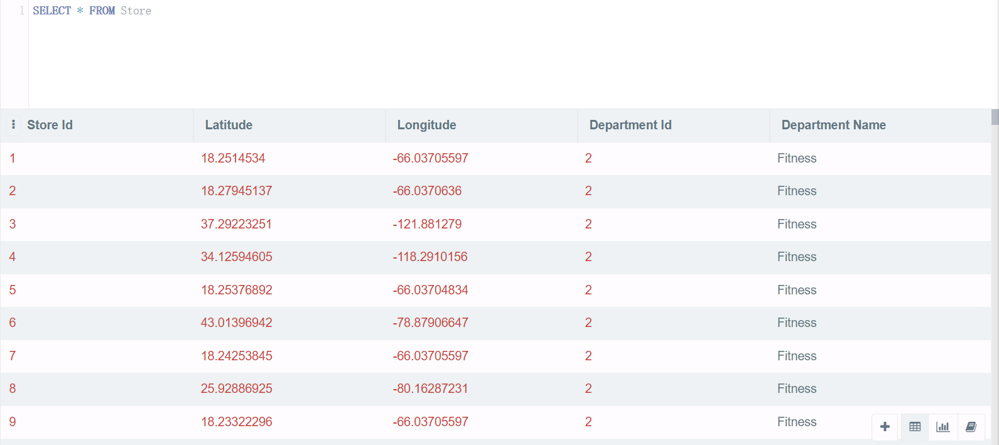 1 SELECT * FROM Store
Store Id Latitude Longitude Department Id Department Name
1 18.2514534 -66.03705597 2 Fitness
2 18.27945137 -66.0370636 2 Fitness
3 37.29223251 -121.881279 2 Fitness
4 34.12594605 -118.2910156 2 Fitness
5 18.25376892 -66.03704834 2 Fitness
6 43.01396942 -78.87906647 2 Fitness
7 18.24253845 -66.03705597 2 Fitness
8 25.92886925 -80.16287231 2 Fitness
9 18.23322296 -66.03705597 2 Fitness